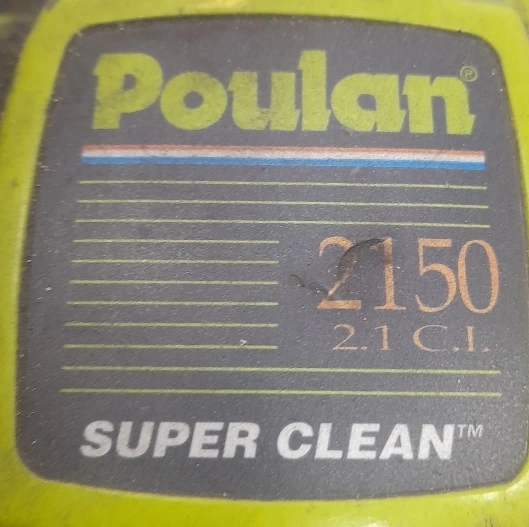 Poulan®
2150
2.1 C.I.
SUPER CLEAN™